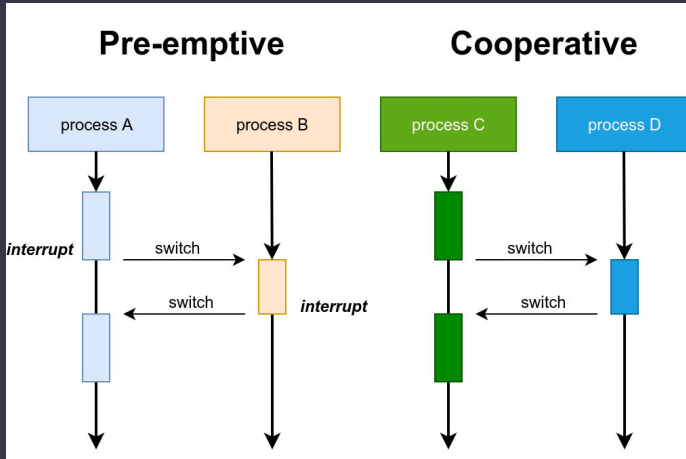 Pre-emptive
Cooperative
process A
process B
process C
process D
interrupt
switch
switch
switch
interrupt
switch